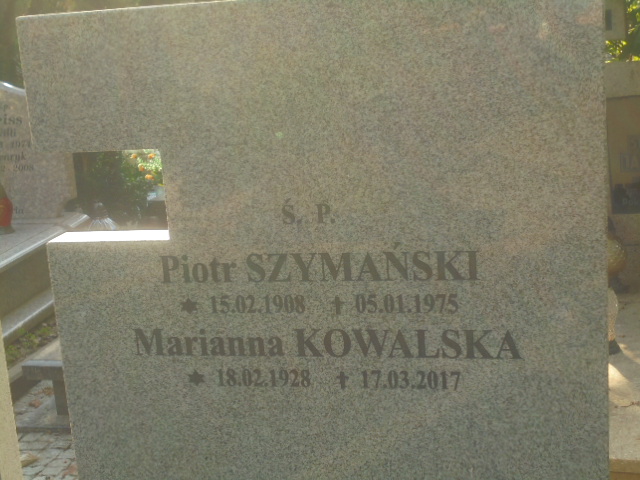 Ś. P.
Piotr SZYMAŃSKI
✶ 15.02.1908 ✝ 05.01.1975
Marianna KOWALSKA
✶ 18.02.1928 ✝ 17.03.2017